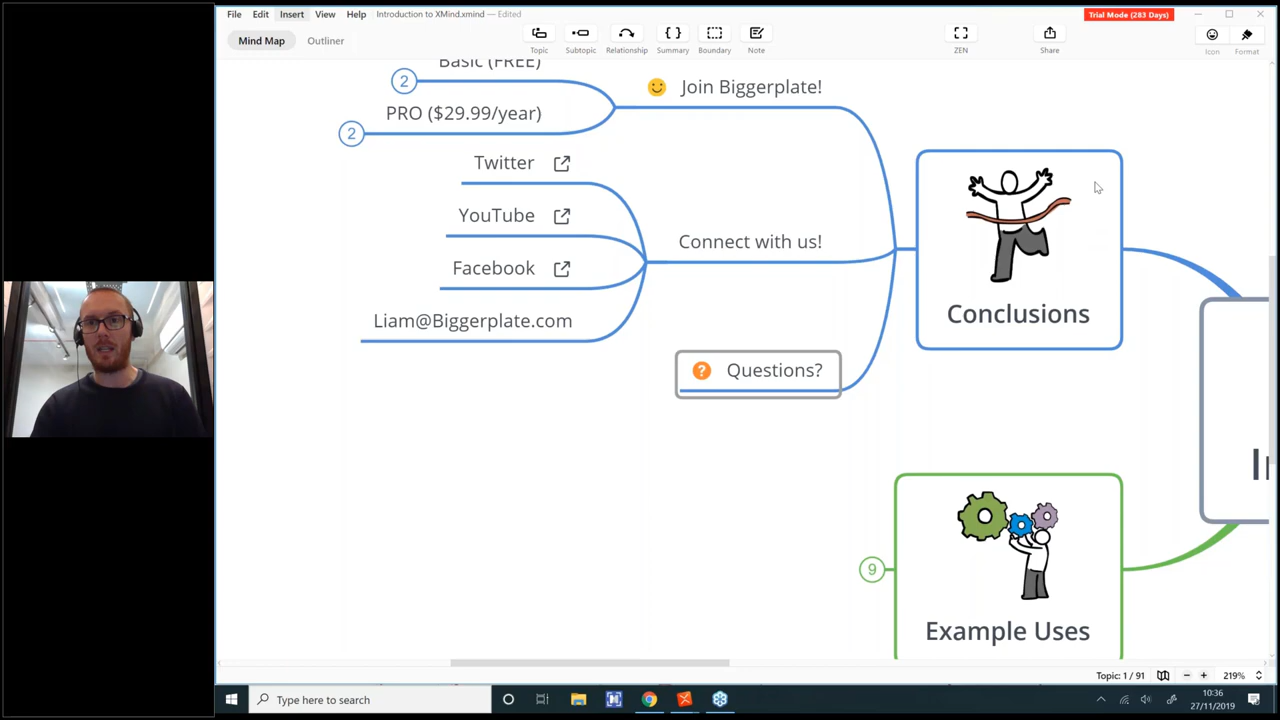 File Edit Insert View Help Introduction to XMind.xmind — Edited Trial Mode (283 Days)
Mind Map Outliner
Topic Subtopic Relationship Summary Boundary Note ZEN Share Icon Format
Basic (FREE)
2
Join Biggerplate!
PRO ($29.99/year)
2
Twitter
YouTube
Connect with us!
Facebook
Liam@Biggerplate.com
Conclusions
? Questions?
9
Example Uses
Topic: 1 / 91 219%
Type here to search
10:36
27/11/2019